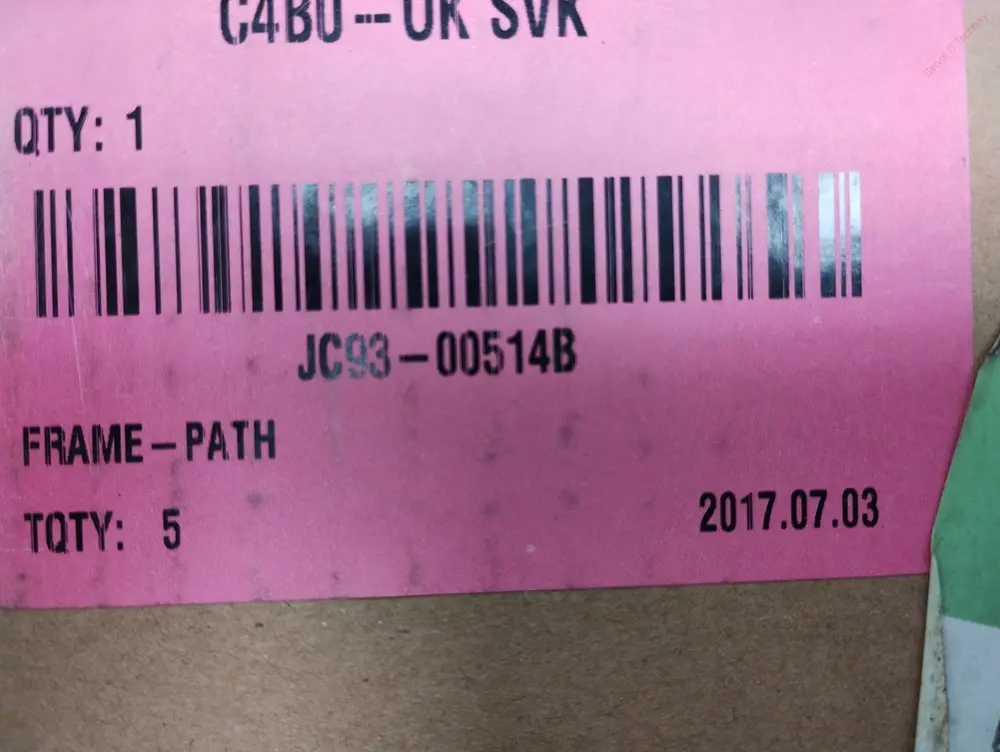 C4B0---UK SVK
QTY: 1
JC93-00514B
FRAME-PATH
TQTY: 5
2017.07.03